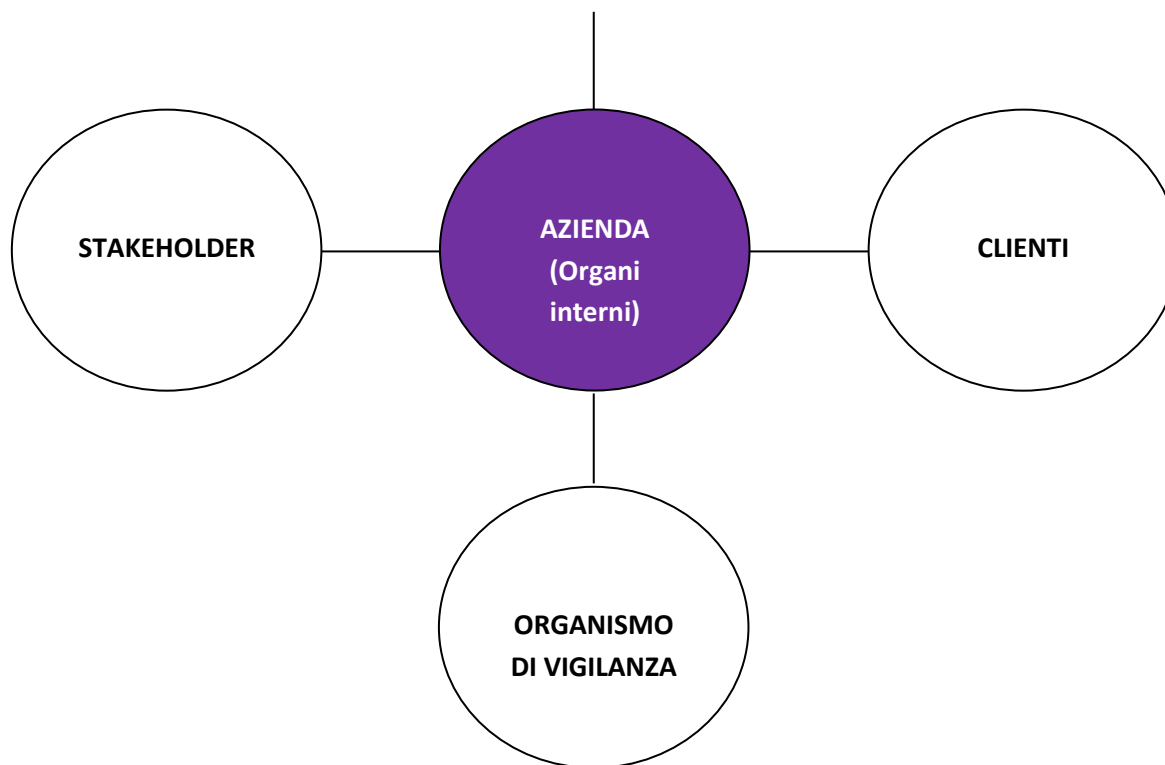 STAKEHOLDER
AZIENDA
(Organi
interni)
CLIENTI
ORGANISMO
DI VIGILANZA